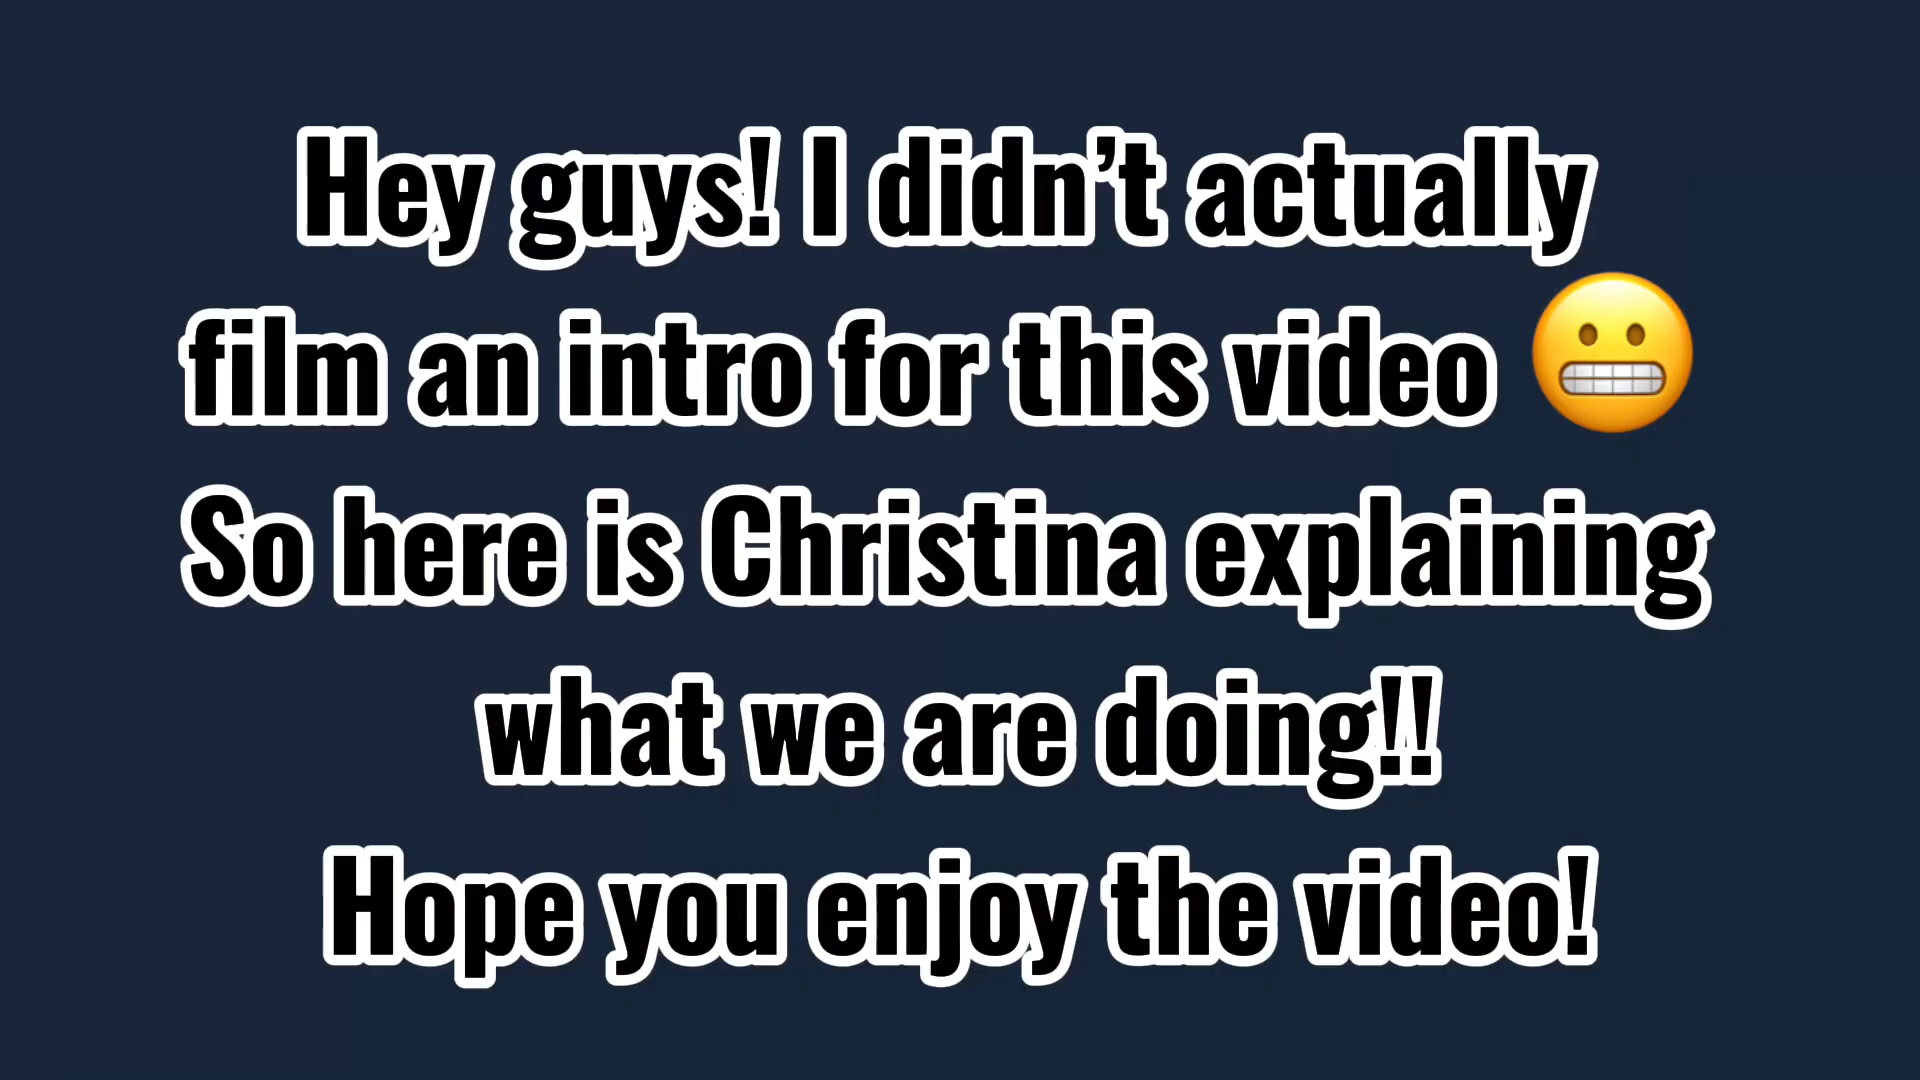 Hey guys! I didn’t actually
film an intro for this video 😬
So here is Christina explaining
what we are doing!!
Hope you enjoy the video!